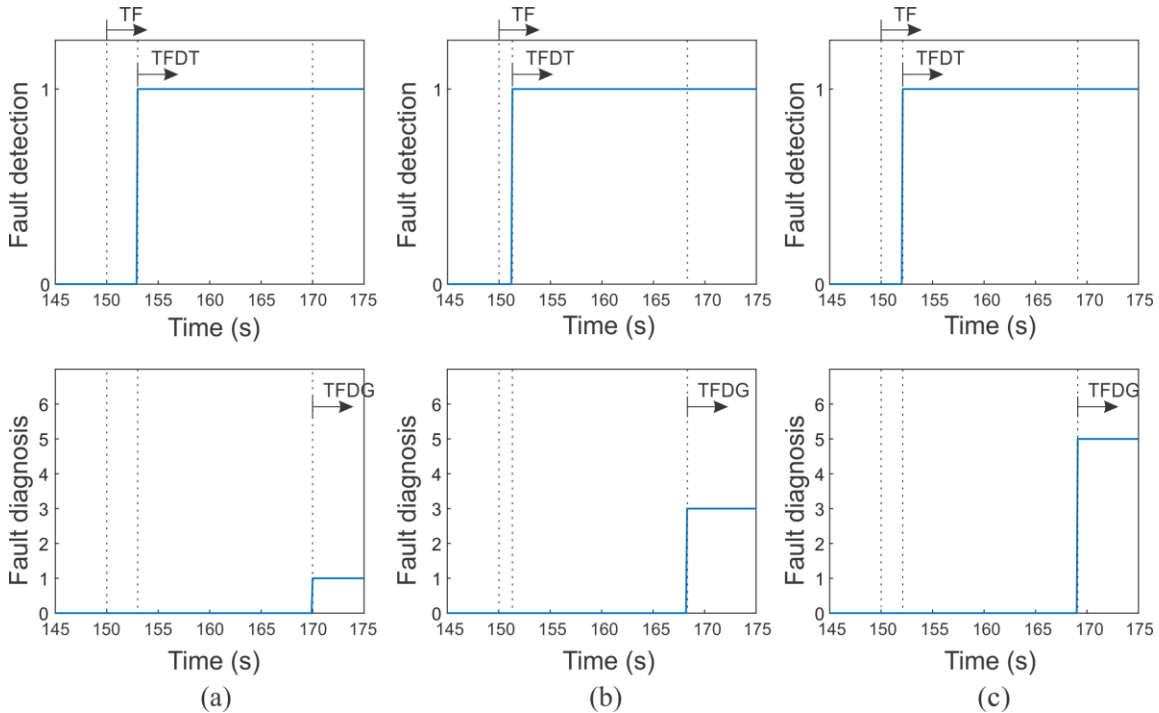 TF
TFDT
1
0
Fault detection
145 150 155 160 165 170 175
Time (s)
TF
TFDT
1
0
Fault detection
145 150 155 160 165 170 175
Time (s)
TF
TFDT
1
0
Fault detection
145 150 155 160 165 170 175
Time (s)
TFDG
6
5
4
3
2
1
0
Fault diagnosis
145 150 155 160 165 170 175
Time (s)
(a)
TFDG
6
5
4
3
2
1
0
Fault diagnosis
145 150 155 160 165 170 175
Time (s)
(b)
TFDG
6
5
4
3
2
1
0
Fault diagnosis
145 150 155 160 165 170 175
Time (s)
(c)